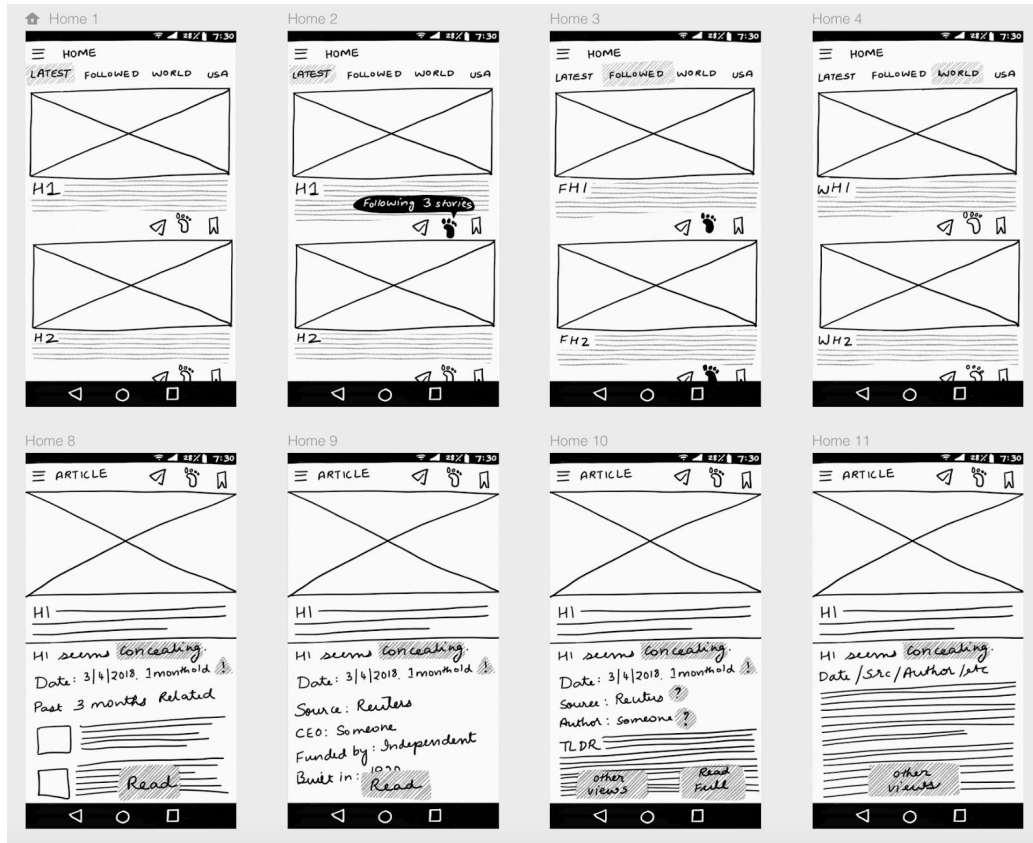 Home 1
28% 7:30
HOME
LATEST FOLLOWED WORLD USA
H1
H2
Home 2
28% 7:30
HOME
LATEST FOLLOWED WORLD USA
H1
Following 3 stories
H2
Home 3
28% 7:30
HOME
LATEST FOLLOWED WORLD USA
FH1
FH2
Home 4
28% 7:30
HOME
LATEST FOLLOWED WORLD USA
WH1
WH2
Home 8
28% 7:30
ARTICLE
H1
H1 seems Concealing.
Date: 3/4/2018. 1 month old !
Past 3 months Related
Read
Home 9
28% 7:30
ARTICLE
H1
H1 seems Concealing.
Date: 3/4/2018. 1 month old !
Source: Reuters
CEO: Someone
Funded by: Independent
Built in:
Read
Home 10
28% 7:30
ARTICLE
H1
H1 seems Concealing.
Date: 3/4/2018. 1 month old !
Source: Reuters ?
Author: Someone ?
TLDR
other views
Read Full
Home 11
28% 7:30
ARTICLE
H1
H1 seems Concealing.
Date /Src/Author/etc
other views